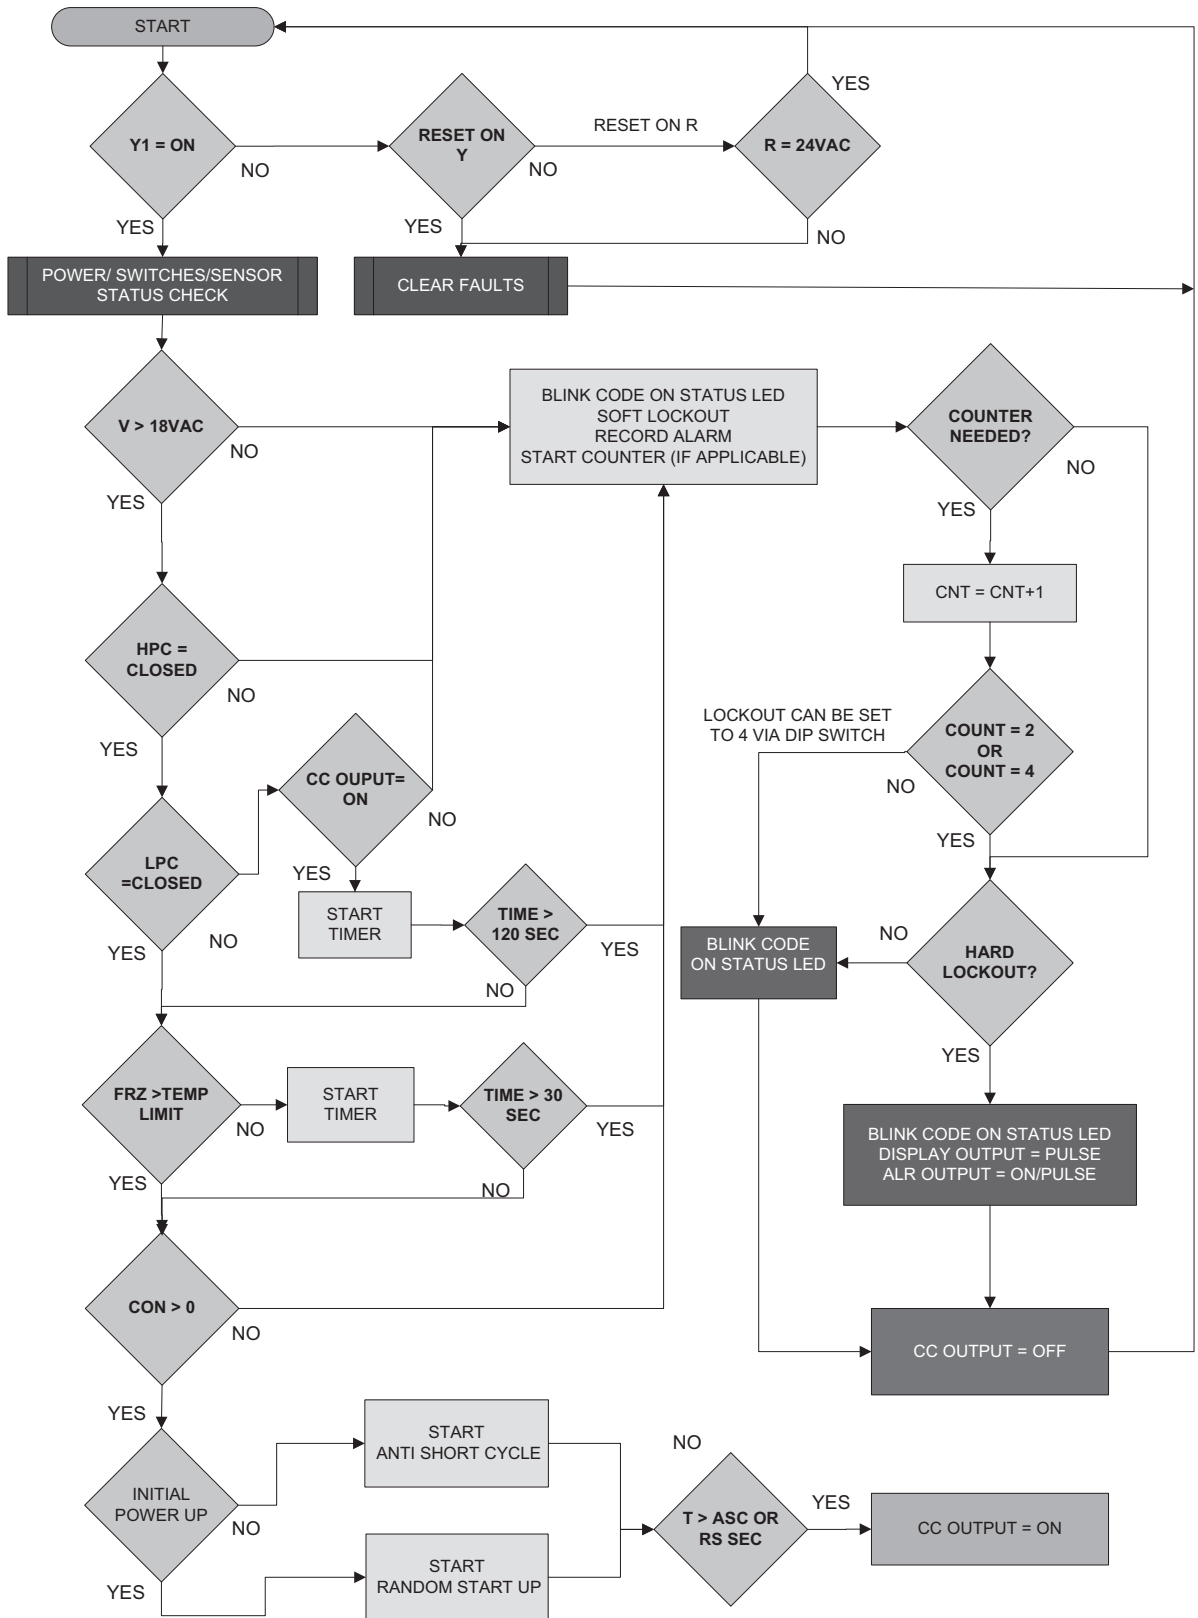 START
YES
Y1 = ON
NO
RESET ON
Y
NO
RESET ON R
R = 24VAC
YES
YES
NO
POWER/ SWITCHES/SENSOR
STATUS CHECK
CLEAR FAULTS
V > 18VAC
NO
YES
BLINK CODE ON STATUS LED
SOFT LOCKOUT
RECORD ALARM
START COUNTER (IF APPLICABLE)
COUNTER
NEEDED?
NO
YES
CNT = CNT+1
HPC =
CLOSED
NO
YES
LOCKOUT CAN BE SET
TO 4 VIA DIP SWITCH
COUNT = 2
OR
COUNT = 4
NO
YES
CC OUPUT=
ON
NO
YES
LPC
=CLOSED
NO
YES
START
TIMER
TIME >
120 SEC
YES
NO
BLINK CODE
ON STATUS LED
NO
HARD
LOCKOUT?
YES
FRZ >TEMP
LIMIT
NO
YES
START
TIMER
TIME > 30
SEC
YES
NO
BLINK CODE ON STATUS LED
DISPLAY OUTPUT = PULSE
ALR OUTPUT = ON/PULSE
CON > 0
NO
YES
CC OUTPUT = OFF
INITIAL
POWER UP
NO
YES
START
ANTI SHORT CYCLE
START
RANDOM START UP
NO
T > ASC OR
RS SEC
YES
CC OUTPUT = ON